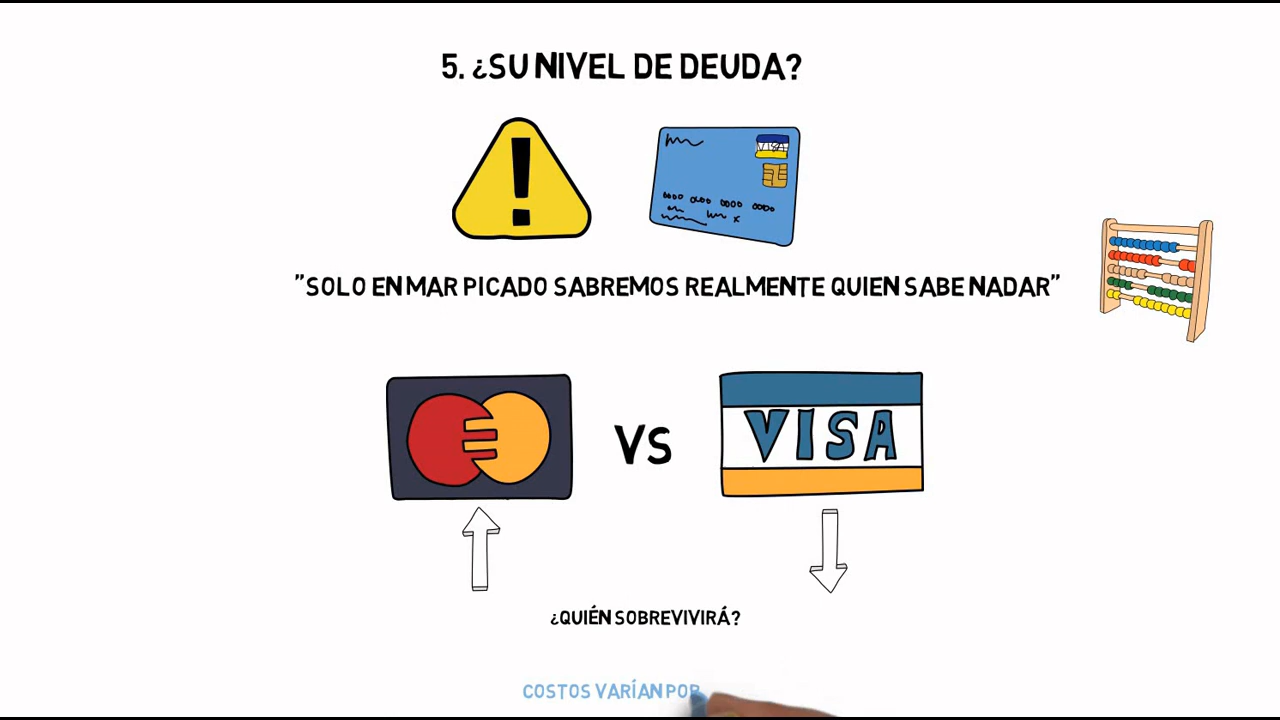 5. ¿SU NIVEL DE DEUDA?
VISA
"SOLO EN MAR PICADO SABREMOS REALMENTE QUIEN SABE NADAR"
VS
VISA
¿QUIÉN SOBREVIVIRÁ?
COSTOS VARÍAN POR